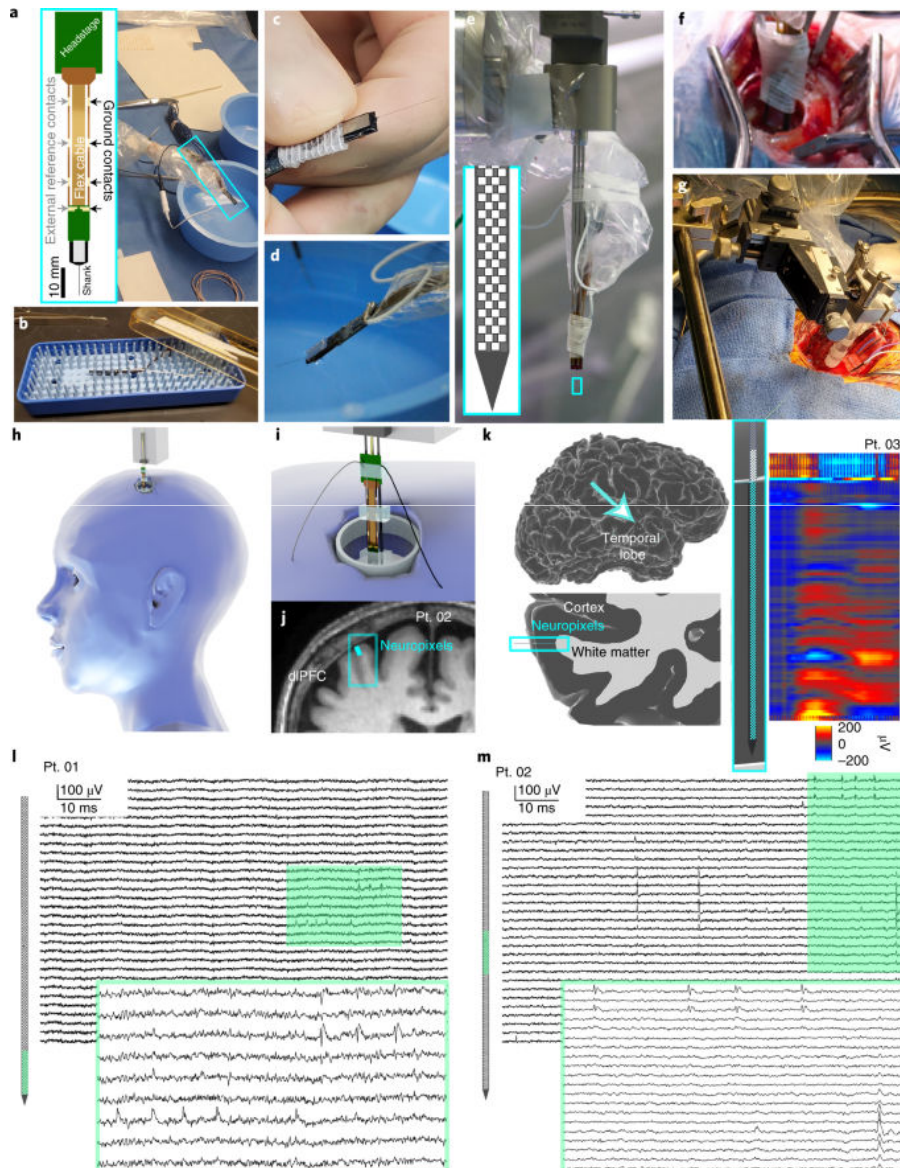 a
Headstage
External reference contacts
Flex cable
Ground contacts
10 mm
Shank
b
c
d
e
f
g
h
i
j
Pt. 02
Neuropixels
dlPFC
k
Temporal
lobe
Cortex
Neuropixels
White matter
Pt. 03
200
0
−200
µV
l
Pt. 01
100 µV
10 ms
m
Pt. 02
100 µV
10 ms